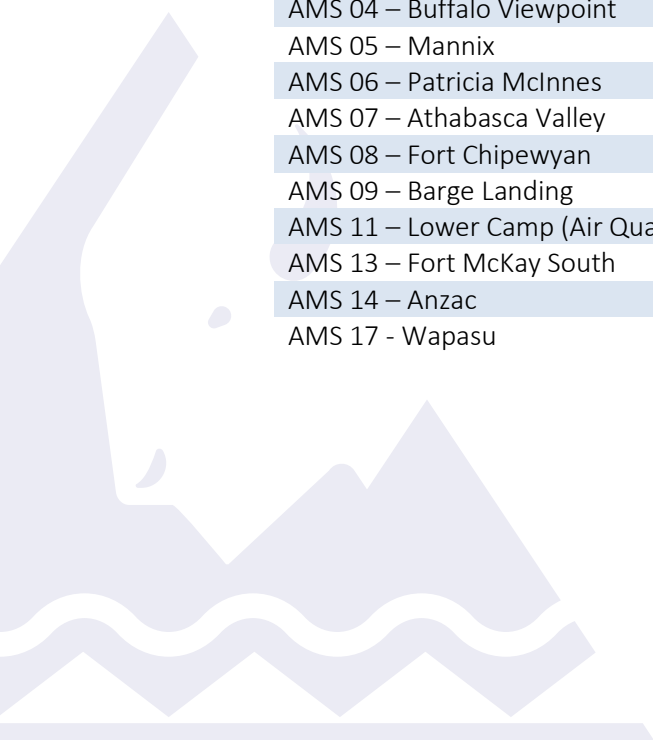 AMS 04 – Buffalo Viewpoint
AMS 05 – Mannix
AMS 06 – Patricia McInnes
AMS 07 – Athabasca Valley
AMS 08 – Fort Chipewyan
AMS 09 – Barge Landing
AMS 11 – Lower Camp (Air
AMS 13 – Fort McKay South
AMS 14 – Anzac
AMS 17 - Wapasu